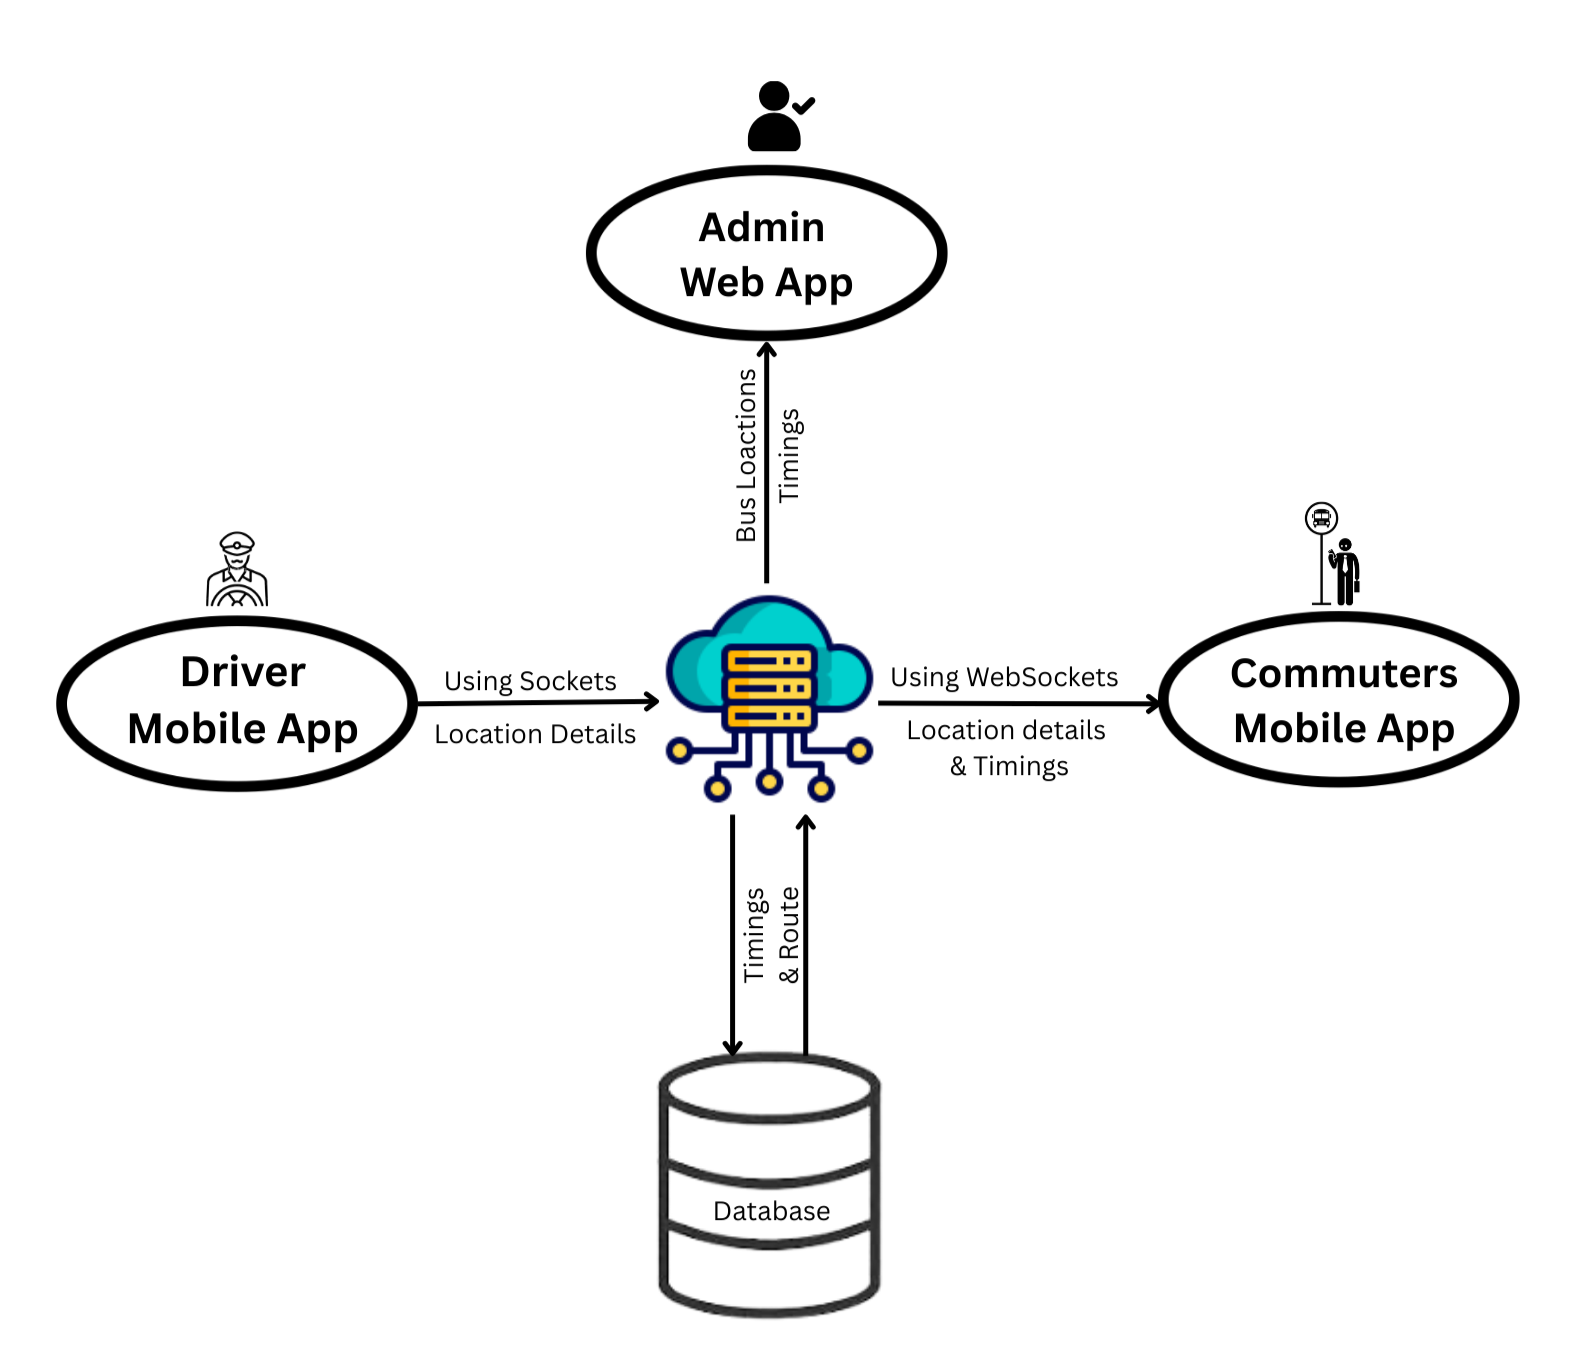 Admin
Web App
Bus Loactions
Timings
Driver
Mobile App
Using Sockets
Location Details
Using WebSockets
Location details
& Timings
Commuters
Mobile App
Timings
& Route
Database